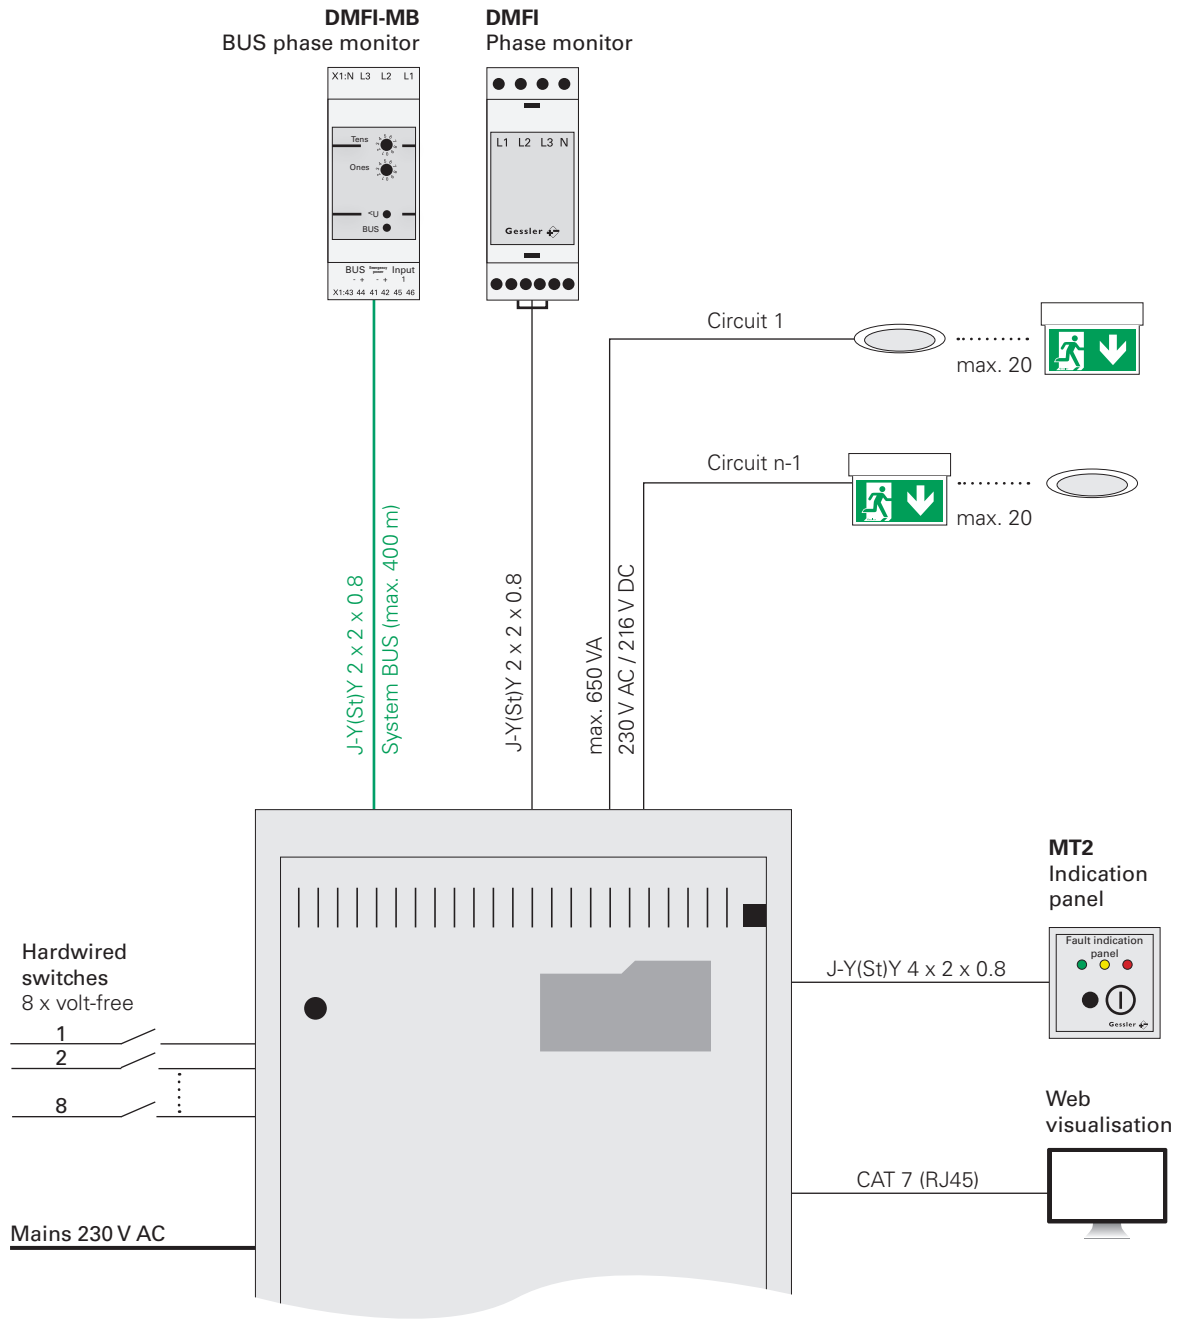 DMFI-MB
BUS phase monitor
DMFI
Phase monitor
X1:N L3 L2 L1
Tens
Ones
<U
BUS
BUS Emergency power Input
- + - + 1
X1:43 44 41 42 45 46
L1 L2 L3 N
Gessler
Circuit 1
max. 20
Circuit n-1
max. 20
J-Y(St)Y 2 x 2 x 0.8
System BUS (max. 400 m)
J-Y(St)Y 2 x 2 x 0.8
max. 650 VA
230 V AC / 216 V DC
MT2
Indication
panel
Fault indication
panel
Gessler
J-Y(St)Y 4 x 2 x 0.8
Hardwired
switches
8 x volt-free
1
2
8
Web
visualisation
CAT 7 (RJ45)
Mains 230 V AC